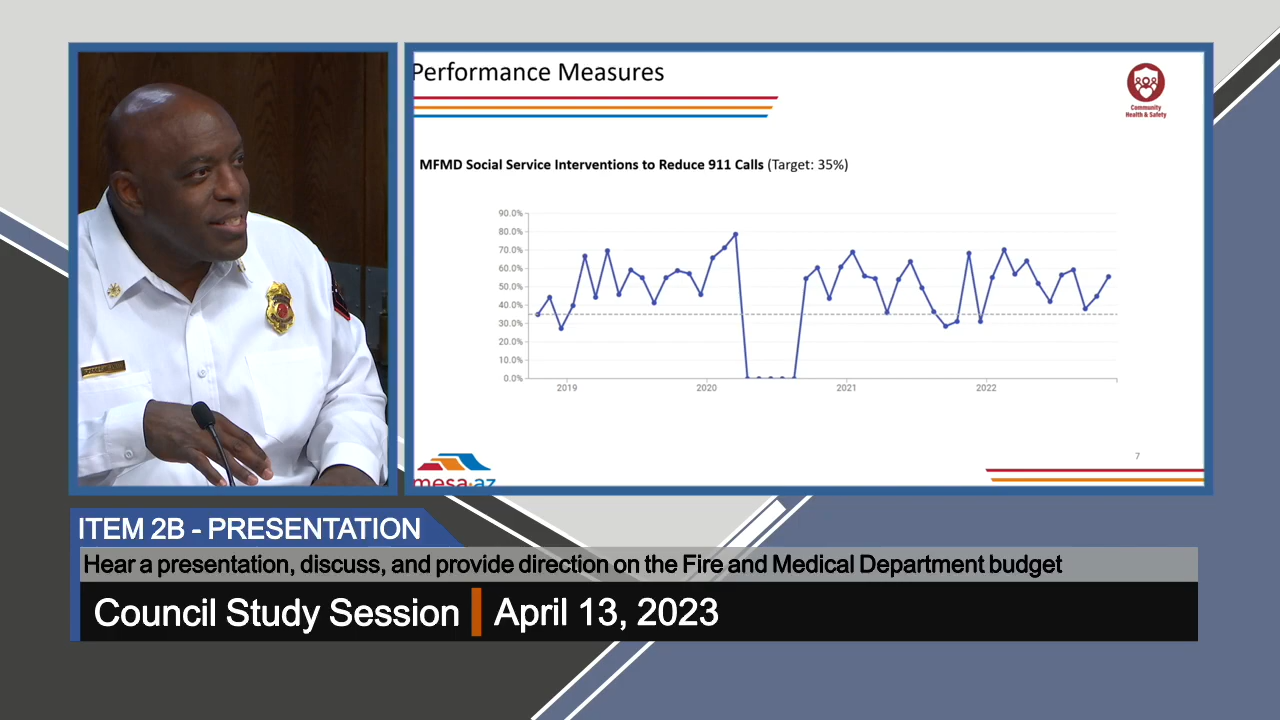 Performance Measures
Community
Health & Safety
MFMD Social Service Interventions to Reduce 911 Calls (Target: 35%)
90.0%
80.0%
70.0%
60.0%
50.0%
40.0%
30.0%
20.0%
10.0%
0.0%
2019
2020
2021
2022
7
mesa·az
ITEM 2B - PRESENTATION
Hear a presentation, discuss, and provide direction on the Fire and Medical Department budget
Council Study Session
April 13, 2023